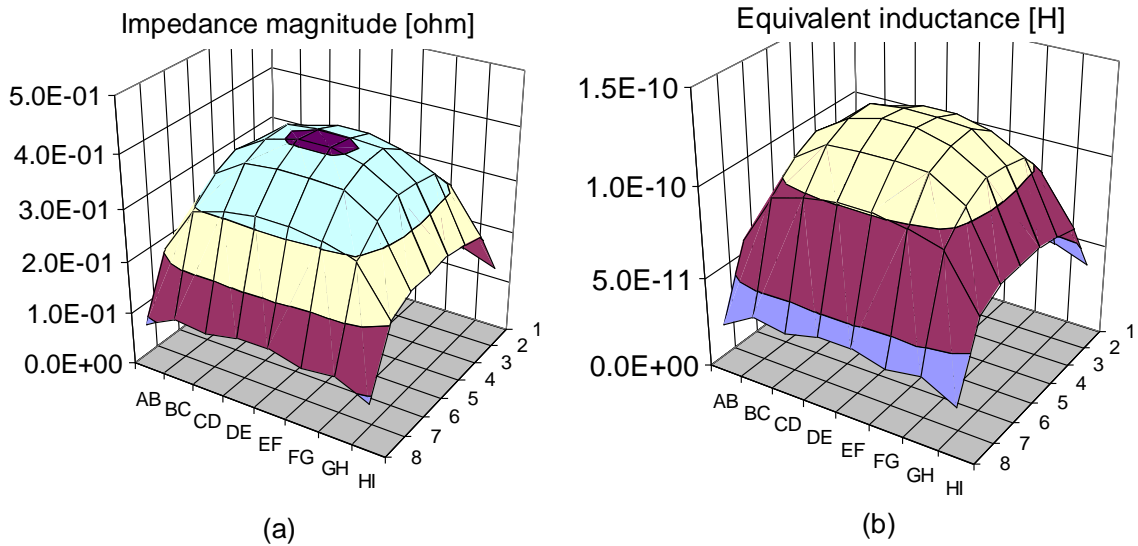 Impedance magnitude [ohm]
5.0E-01
4.0E-01
3.0E-01
2.0E-01
1.0E-01
0.0E+00
AB
BC
CD
DE
EF
FG
GH
HI
1
2
3
4
5
6
7
8
(a)
Equivalent inductance [H]
1.5E-10
1.0E-10
5.0E-11
0.0E+00
AB
BC
CD
DE
EF
FG
GH
HI
1
2
3
4
5
6
7
8
(b)